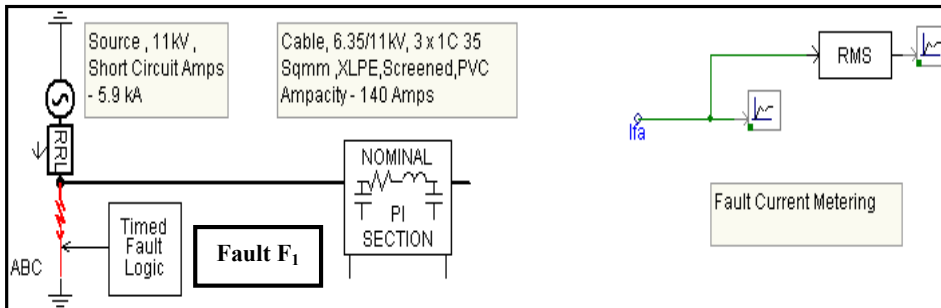 Source , 11kV ,
Short Circuit Amps
- 5.9 kA
Cable, 6.35/11kV, 3 x 1C 35
Sqmm ,XLPE,Screened,PVC
Ampacity - 140 Amps
RMS
Ifa
RRL
NOMINAL
PI
SECTION
Timed
Fault
Logic
Fault F₁
ABC
Fault Current Metering